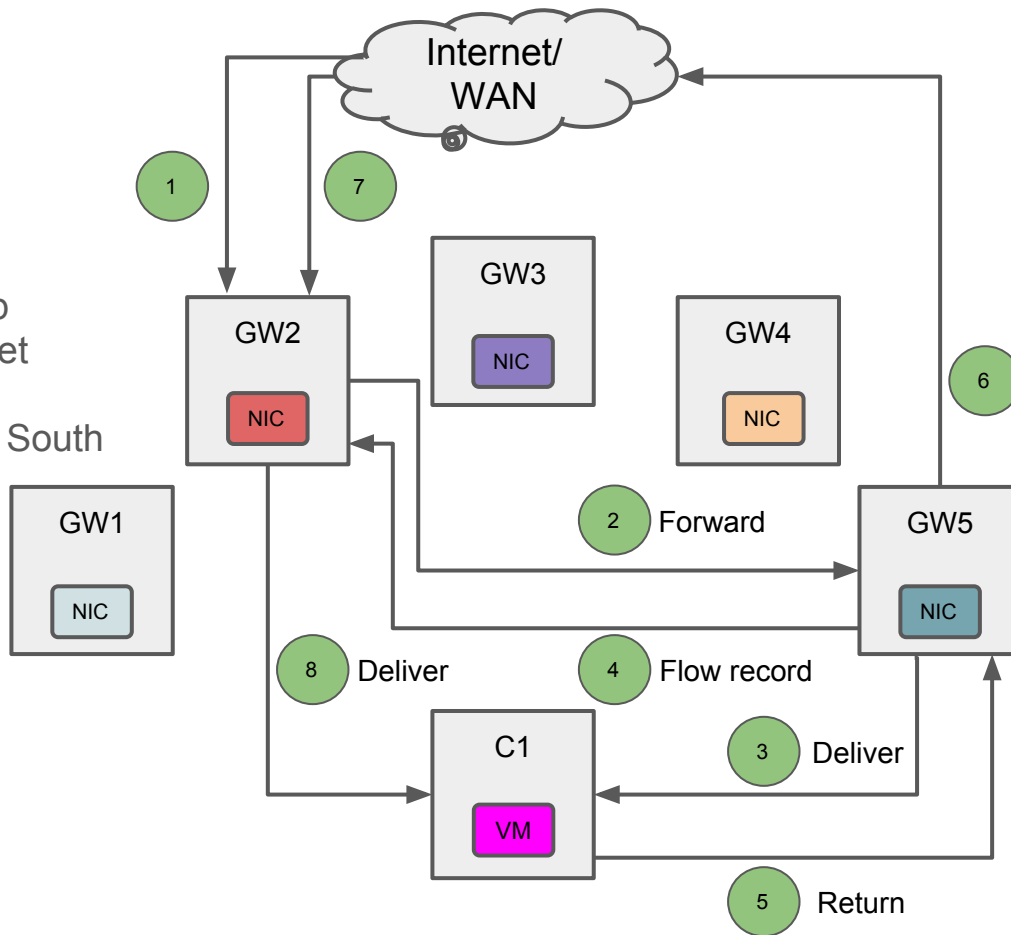 Internet/
WAN
1
7
GW3
NIC
GW2
NIC
GW4
NIC
6
South
GW1
NIC
2 Forward
GW5
NIC
8 Deliver
4 Flow record
C1
VM
3 Deliver
5 Return